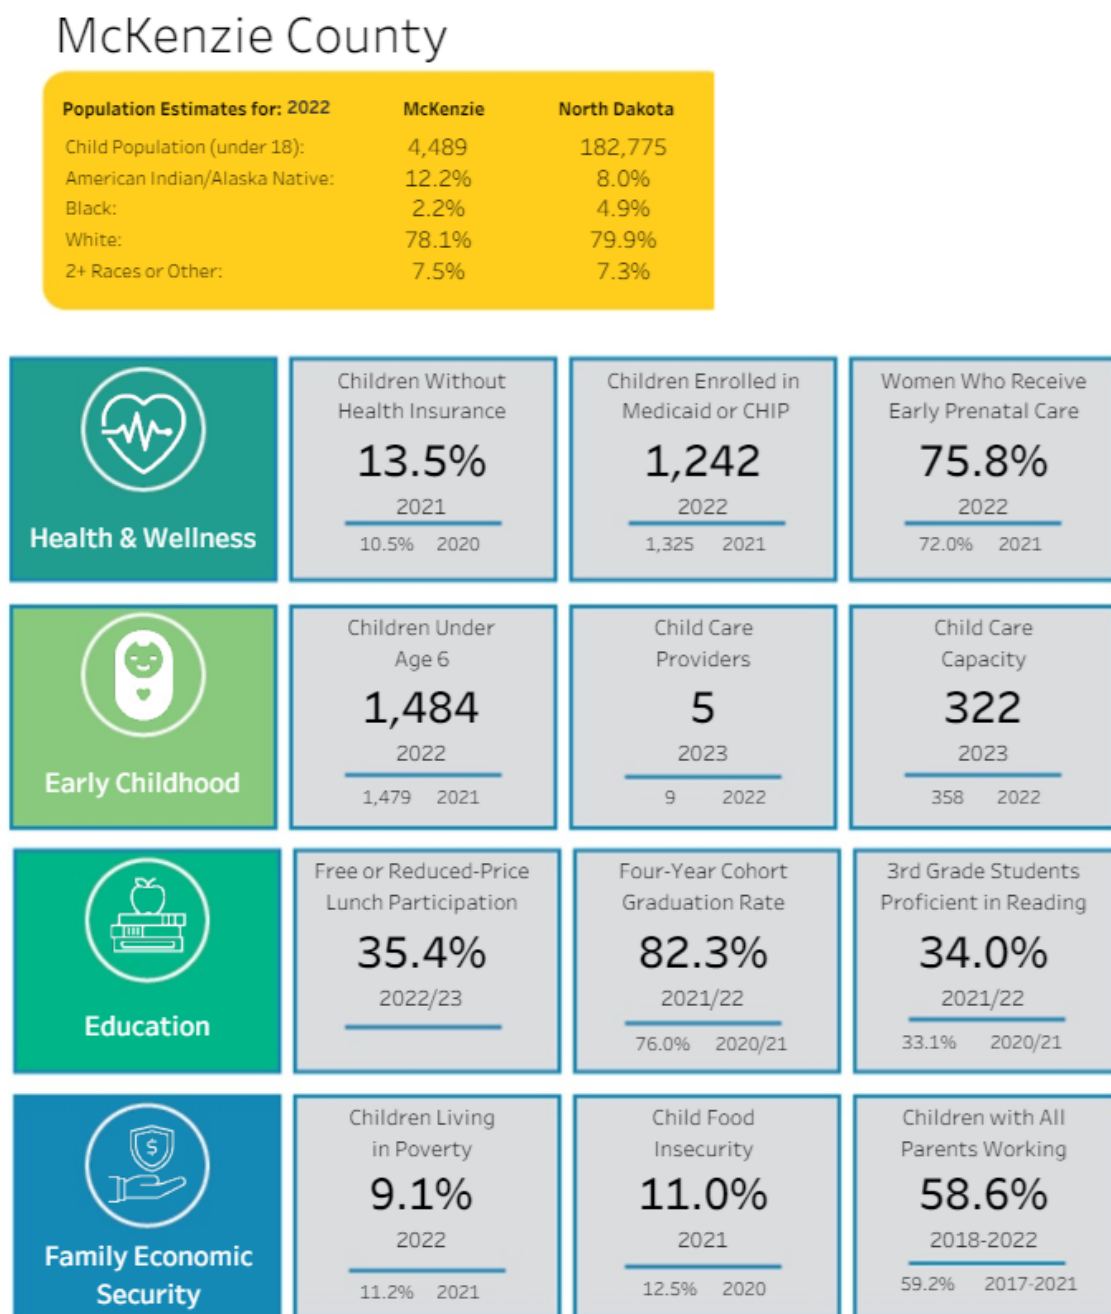 McKenzie County
Population Estimates for: 2022 McKenzie North Dakota
Child Population (under 18): 4,489 182,775
American Indian/Alaska Native: 12.2% 8.0%
Black: 2.2% 4.9%
White: 78.1% 79.9%
2+ Races or Other: 7.5% 7.3%
Health & Wellness
Children Without
Health Insurance
13.5%
2021
10.5% 2020
Children Enrolled in
Medicaid or CHIP
1,242
2022
1,325 2021
Women Who Receive
Early Prenatal Care
75.8%
2022
72.0% 2021
Early Childhood
Children Under
Age 6
1,484
2022
1,479 2021
Child Care
Providers
5
2023
9 2022
Child Care
Capacity
322
2023
358 2022
Education
Free or Reduced-Price
Lunch Participation
35.4%
2022/23
Four-Year Cohort
Graduation Rate
82.3%
2021/22
76.0% 2020/21
3rd Grade Students
Proficient in Reading
34.0%
2021/22
33.1% 2020/21
Family Economic
Security
Children Living
in Poverty
9.1%
2022
11.2% 2021
Child Food
Insecurity
11.0%
2021
12.5% 2020
Children with All
Parents Working
58.6%
2018-2022
59.2% 2017-2021